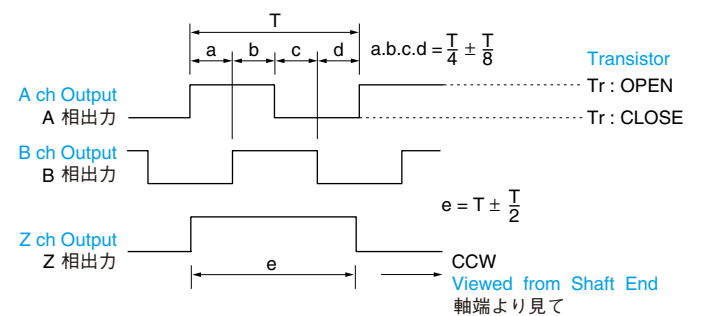 T
a b c d
a.b.c.d = T/4 ± T/8
Transistor
Tr : OPEN
A ch Output
A 相出力
Tr : CLOSE
B ch Output
B 相出力
e = T ± T/2
Z ch Output
Z 相出力
e
CCW
Viewed from Shaft End
軸端より見て